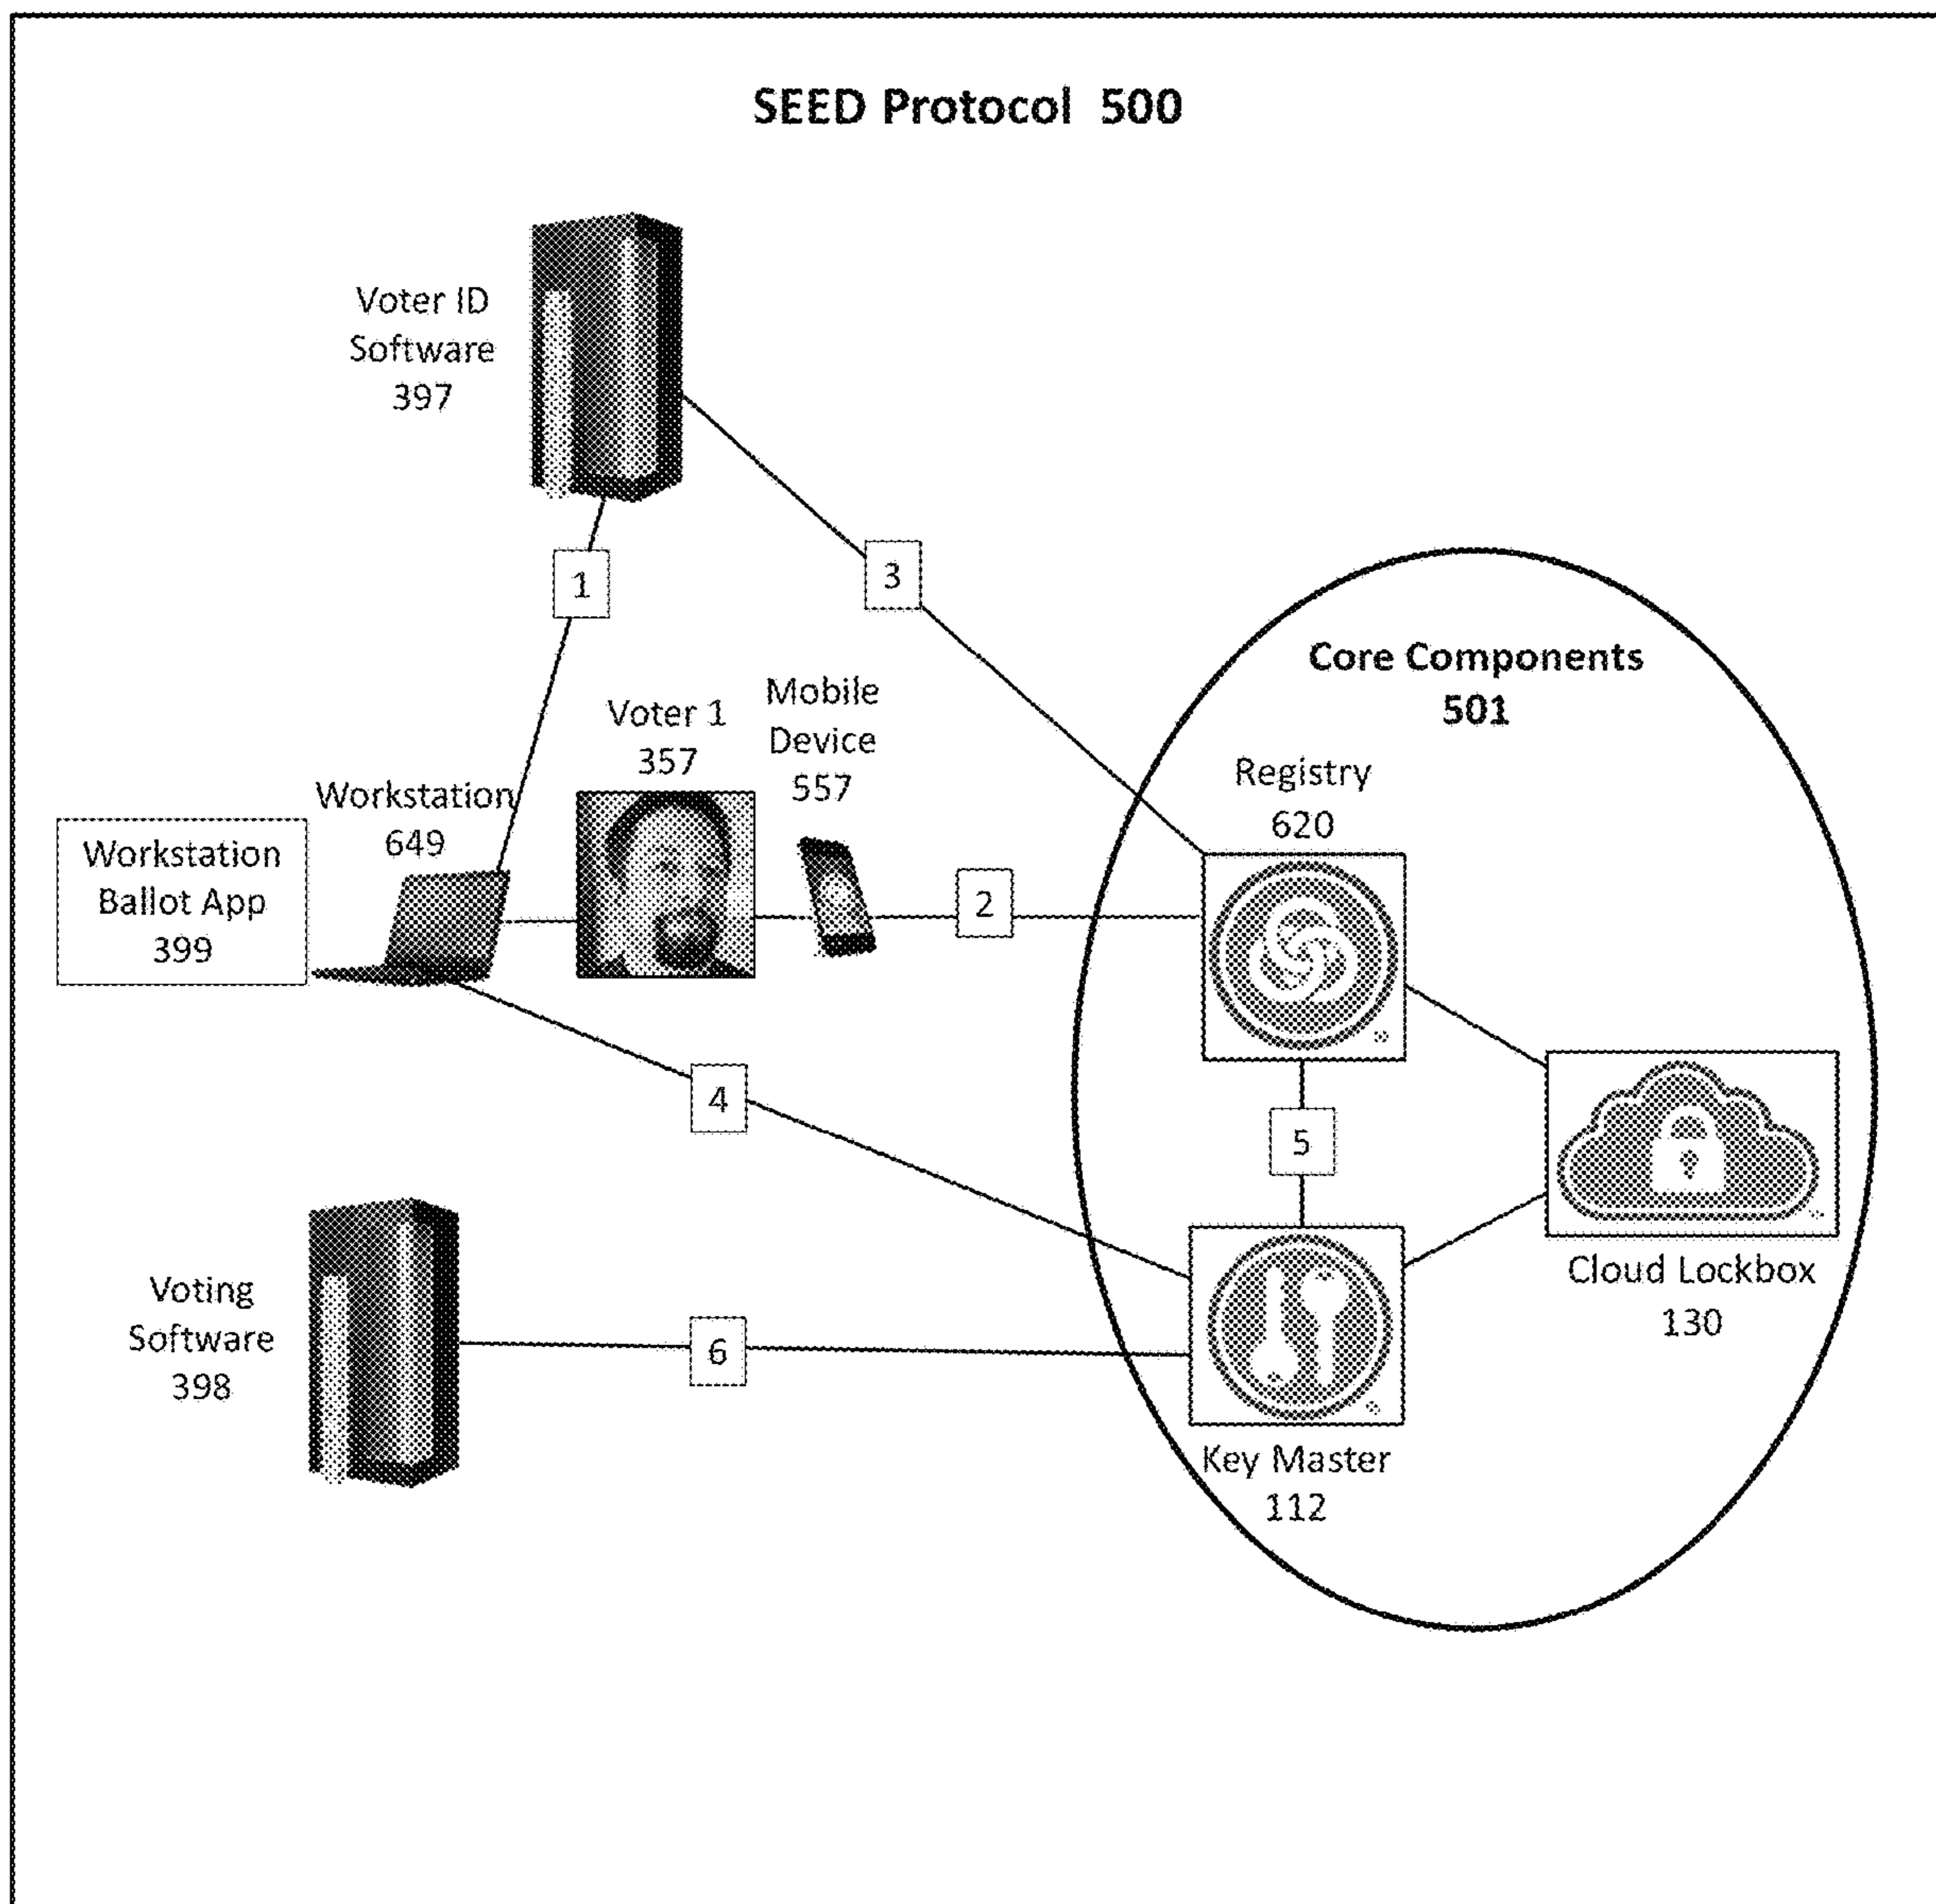 SEED Protocol 500
Voter ID
Software
397
1
3
Core Components
501
Voter 1
357
Mobile
Device
557
Workstation
649
Workstation
Ballot App
399
2
Registry
620
4
5
Voting
Software
398
6
Cloud Lockbox
130
Key Master
112